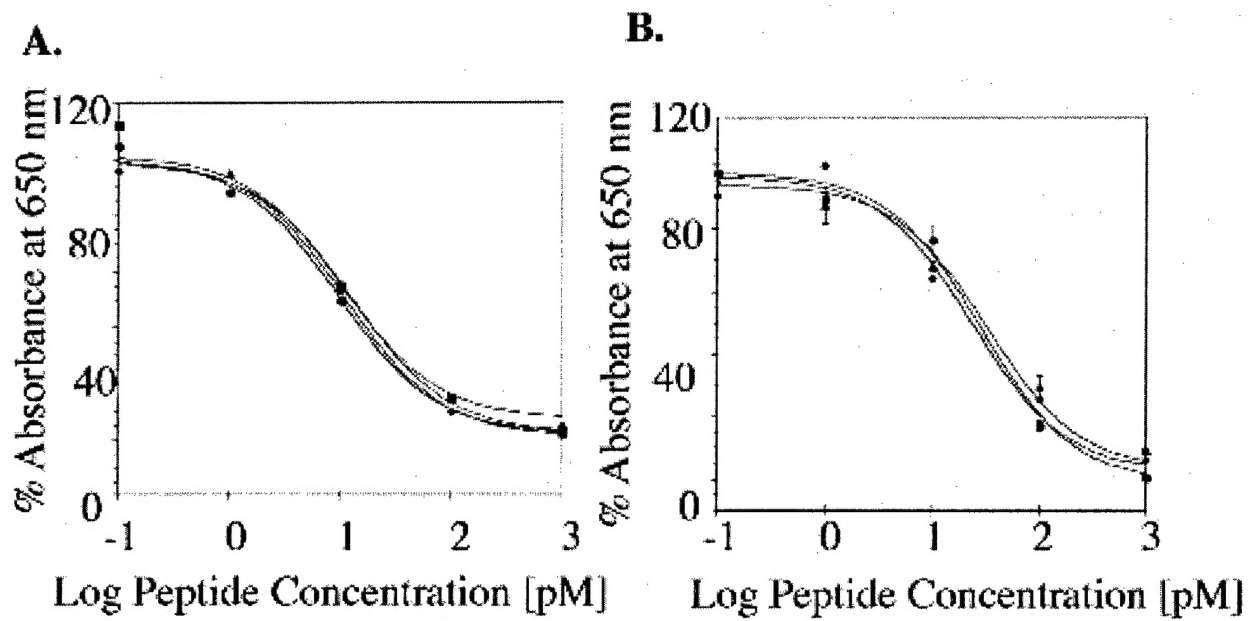 A.
% Absorbance at 650 nm
120
80
40
0
-1 0 1 2 3
Log Peptide Concentration [pM]
B.
% Absorbance at 650 nm
120
80
40
0
-1 0 1 2 3
Log Peptide Concentration [pM]